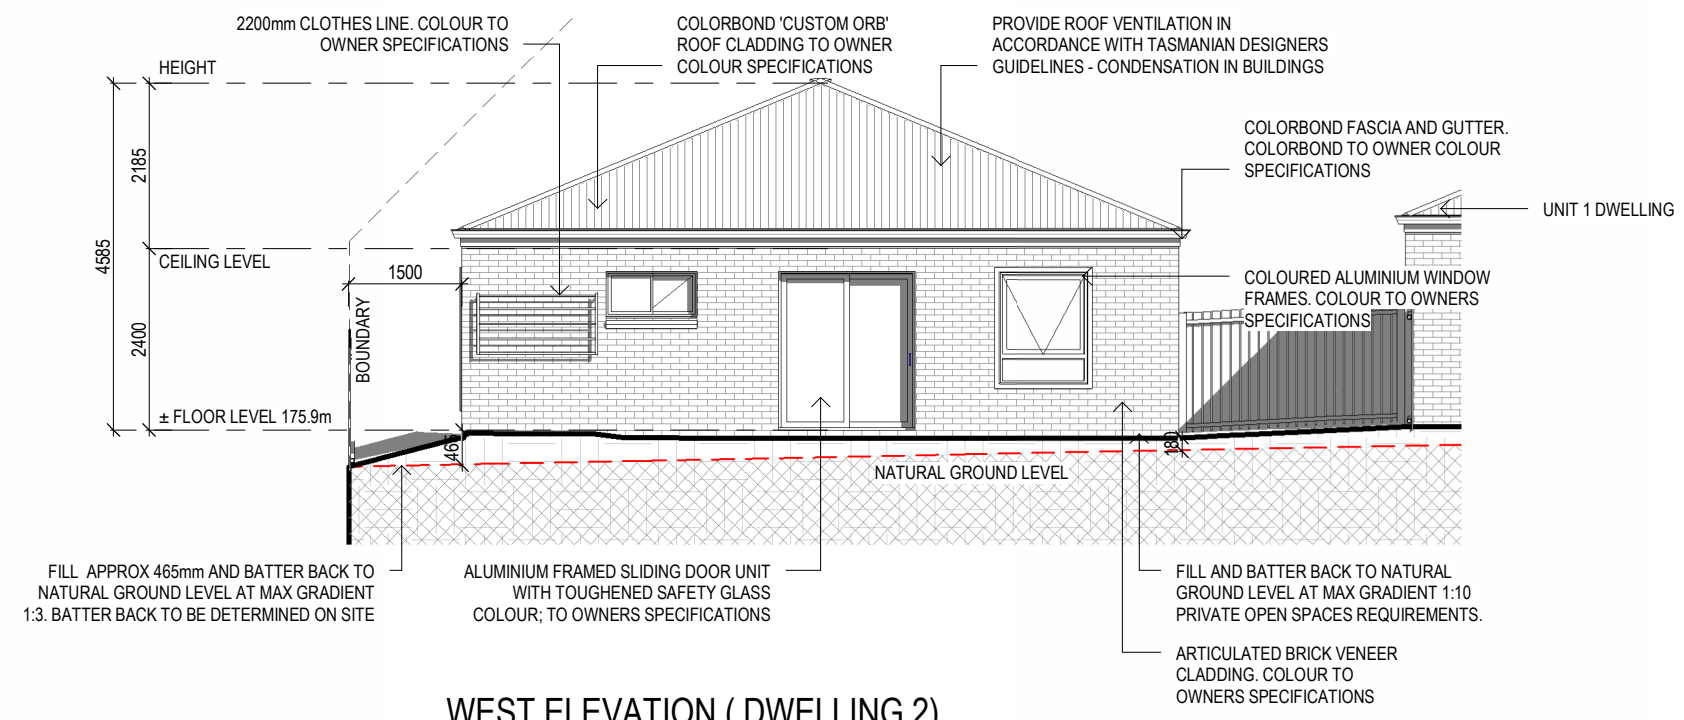 2200mm CLOTHES LINE. COLOUR TO
OWNER SPECIFICATIONS
COLORBOND 'CUSTOM ORB'
ROOF CLADDING TO OWNER
COLOUR SPECIFICATIONS
PROVIDE ROOF VENTILATION IN
ACCORDANCE WITH TASMANIAN DESIGNERS
GUIDELINES - CONDENSATION IN BUILDINGS
HEIGHT
COLORBOND FASCIA AND GUTTER.
COLORBOND TO OWNER COLOUR
SPECIFICATIONS
2185
4585
UNIT 1 DWELLING
CEILING LEVEL
1500
COLOURED ALUMINIUM WINDOW
FRAMES. COLOUR TO OWNERS
SPECIFICATIONS
2400
BOUNDARY
± FLOOR LEVEL 175.9m
465
180
NATURAL GROUND LEVEL
FILL APPROX 465mm AND BATTER BACK TO
NATURAL GROUND LEVEL AT MAX GRADIENT
1:3. BATTER BACK TO BE DETERMINED ON SITE
ALUMINIUM FRAMED SLIDING DOOR UNIT
WITH TOUGHENED SAFETY GLASS
COLOUR; TO OWNERS SPECIFICATIONS
FILL AND BATTER BACK TO NATURAL
GROUND LEVEL AT MAX GRADIENT 1:10
PRIVATE OPEN SPACES REQUIREMENTS.
ARTICULATED BRICK VENEER
CLADDING. COLOUR TO
OWNERS SPECIFICATIONS
WEST ELEVATION ( DWELLING 2)